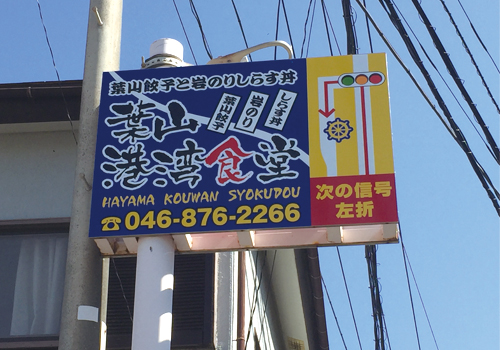 葉山餃子と岩のりしらす丼
葉山
葉山餃子
岩のり
しらす丼
港湾食堂
HAYAMA KOUWAN SYOKUDOU
☎046-876-2266
次の信号
左折